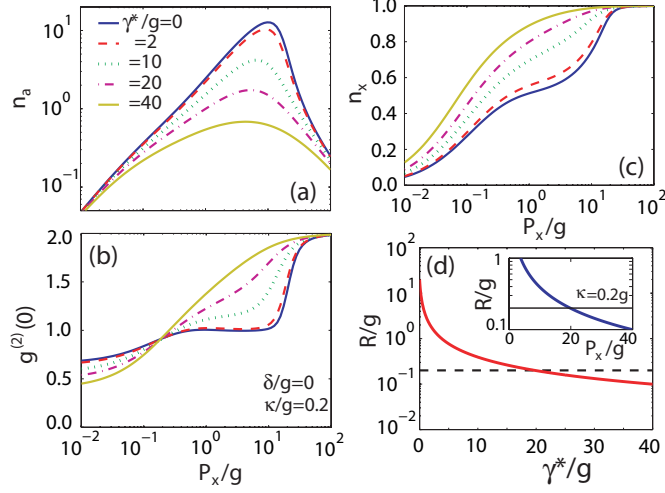 γ*/g=0
=2
=10
=20
=40
n_a
10^1
10^0
10^-1
(a)
n_x
1.0
0.8
0.6
0.4
0.2
0.0
(c)
10^-2 10^-1 10^0 10^1 10^2
P_x/g
(b)
g^(2)(0)
2.0
1.5
1.0
0.5
0.0
δ/g=0
κ/g=0.2
10^-2 10^-1 10^0 10^1 10^2
P_x/g
(d)
R/g
10^2
10^1
10^0
10^-1
10^-2
R/g
1
0.1
κ=0.2g
0 20 40
P_x/g
0 10 20 30 40
γ*/g